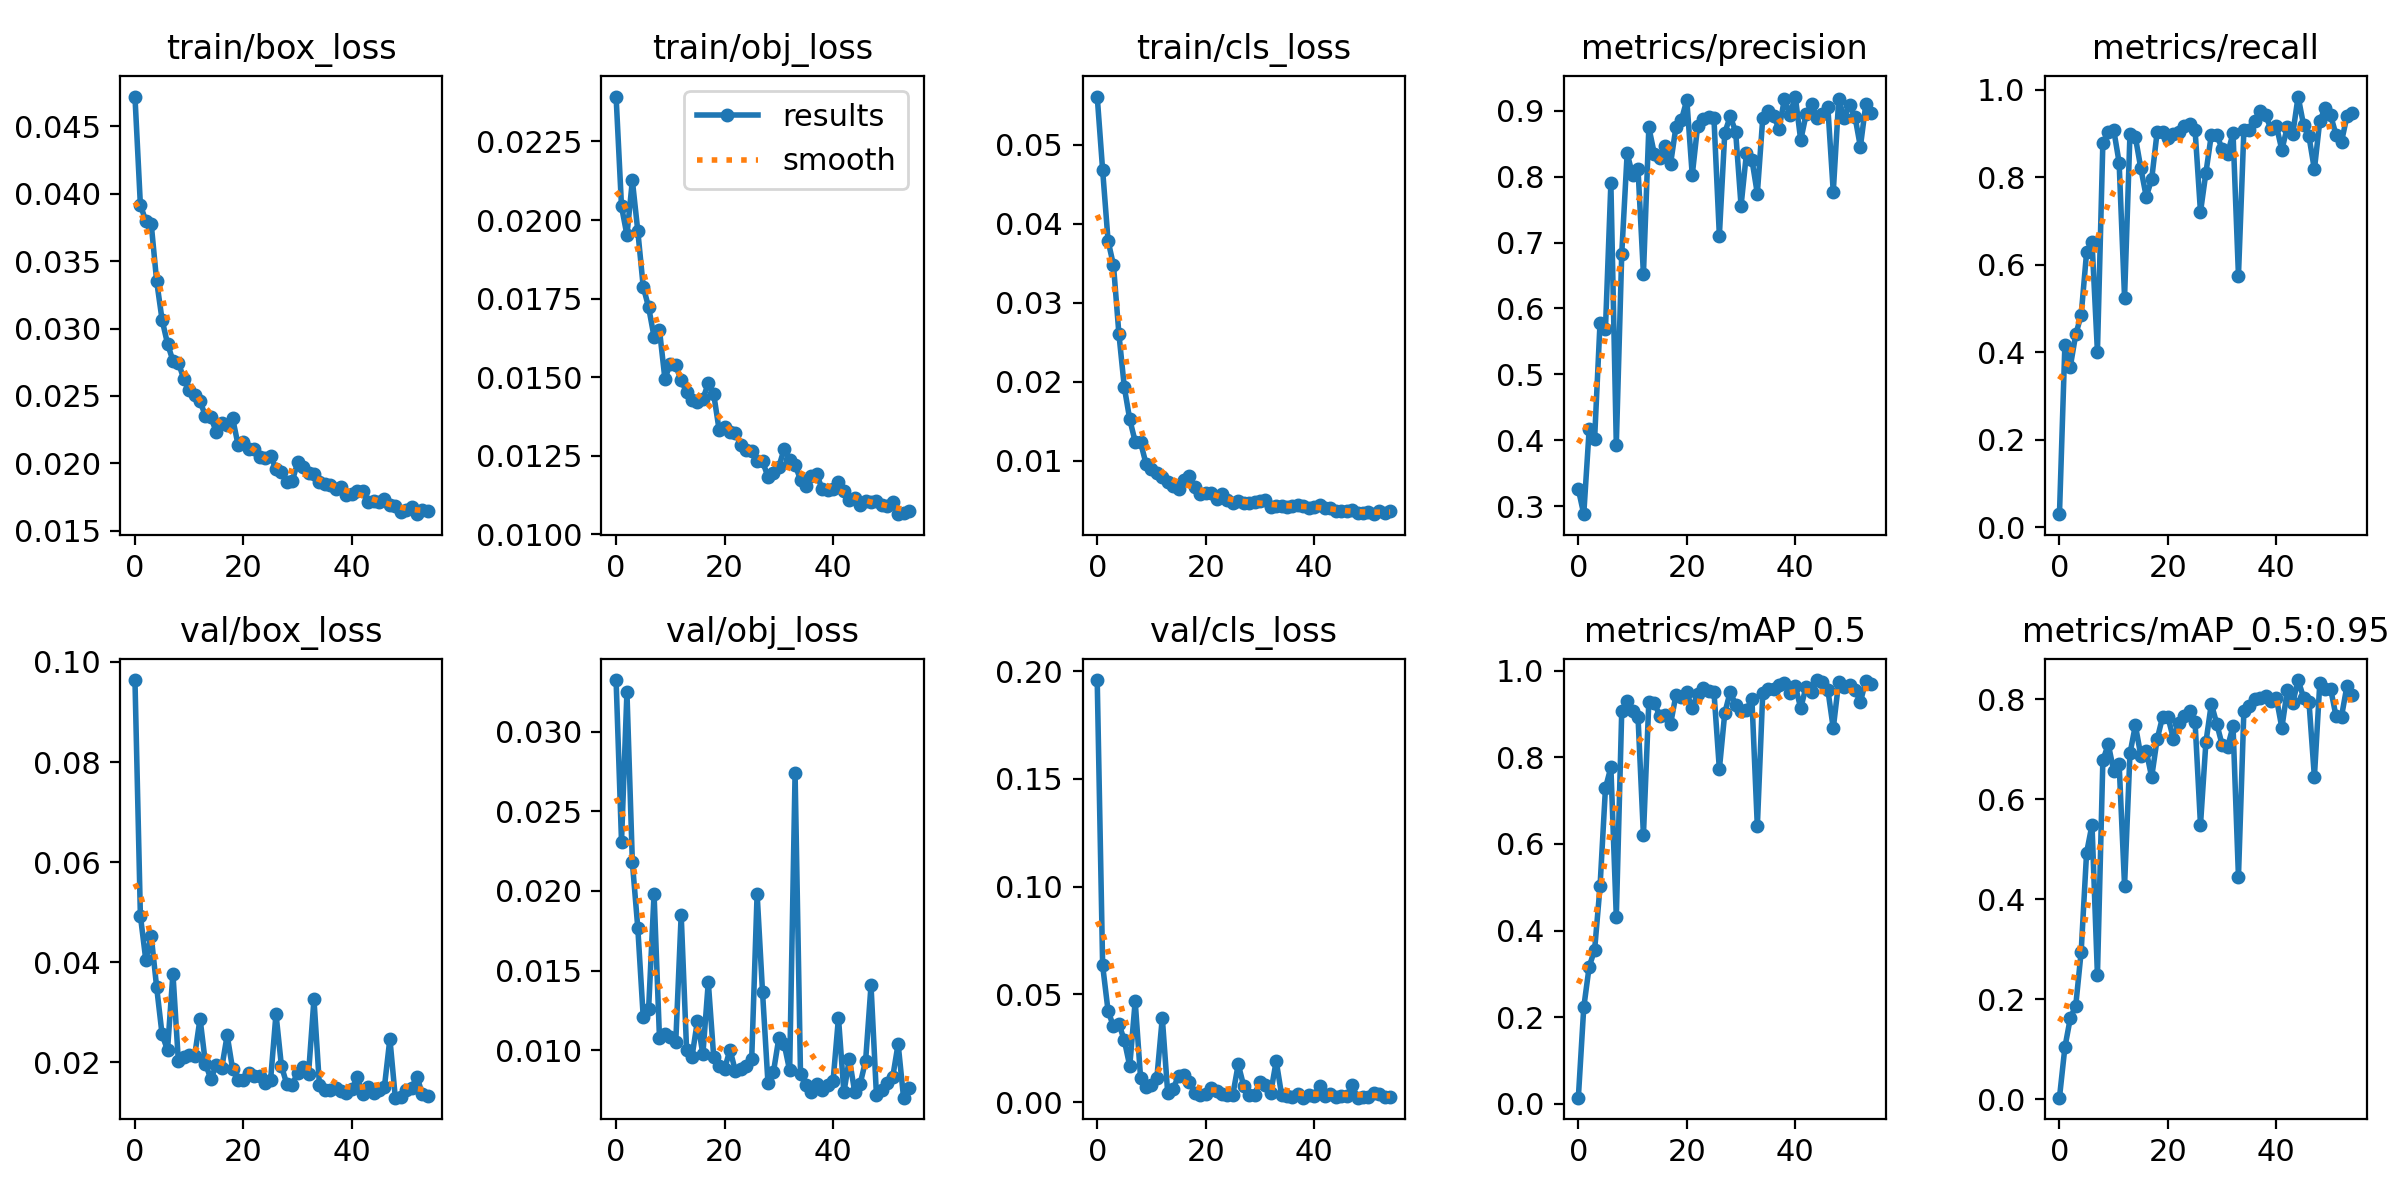 train/box_loss
0.045
0.040
0.035
0.030
0.025
0.020
0.015
0 20 40
train/obj_loss
results
smooth
0.0225
0.0200
0.0175
0.0150
0.0125
0.0100
0 20 40
train/cls_loss
0.05
0.04
0.03
0.02
0.01
0 20 40
metrics/precision
0.9
0.8
0.7
0.6
0.5
0.4
0.3
0 20 40
metrics/recall
1.0
0.8
0.6
0.4
0.2
0.0
0 20 40
val/box_loss
0.10
0.08
0.06
0.04
0.02
0 20 40
val/obj_loss
0.030
0.025
0.020
0.015
0.010
0 20 40
val/cls_loss
0.20
0.15
0.10
0.05
0.00
0 20 40
metrics/mAP_0.5
1.0
0.8
0.6
0.4
0.2
0.0
0 20 40
metrics/mAP_0.5:0.95
0.8
0.6
0.4
0.2
0.0
0 20 40